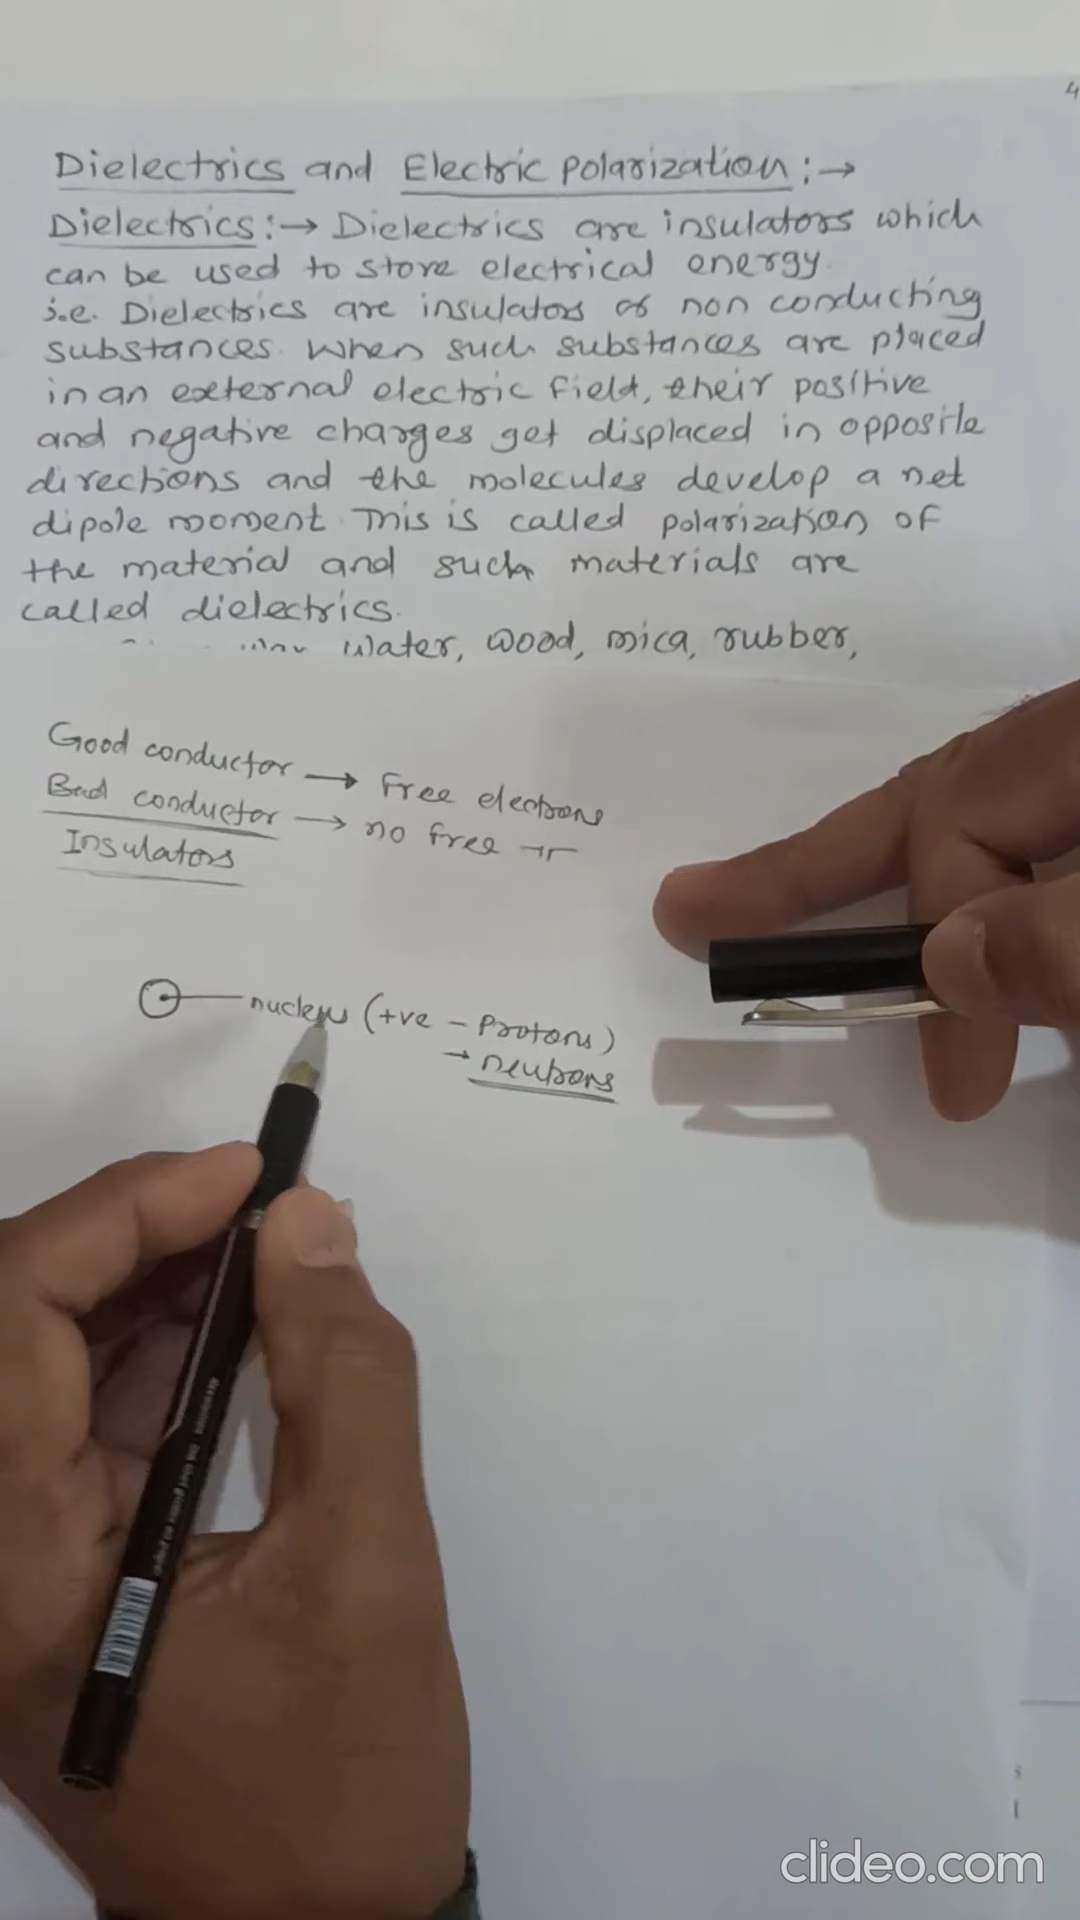 4
Dielectrics and Electric Polarization :→
Dielectrics :→ Dielectrics are insulators which
can be used to store electrical energy.
i.e. Dielectrics are insulators or non conducting
substances. When such substances are placed
in an external electric field, their positive
and negative charges get displaced in opposite
directions and the molecules develop a net
dipole moment. This is called polarization of
the material and such materials are
called dielectrics.
water, wood, mica, rubber,
Good conductor → Free electrons
Bad conductor → no free
Insulators
nucleus (+ve - Protons)
→ neutrons
clideo.com